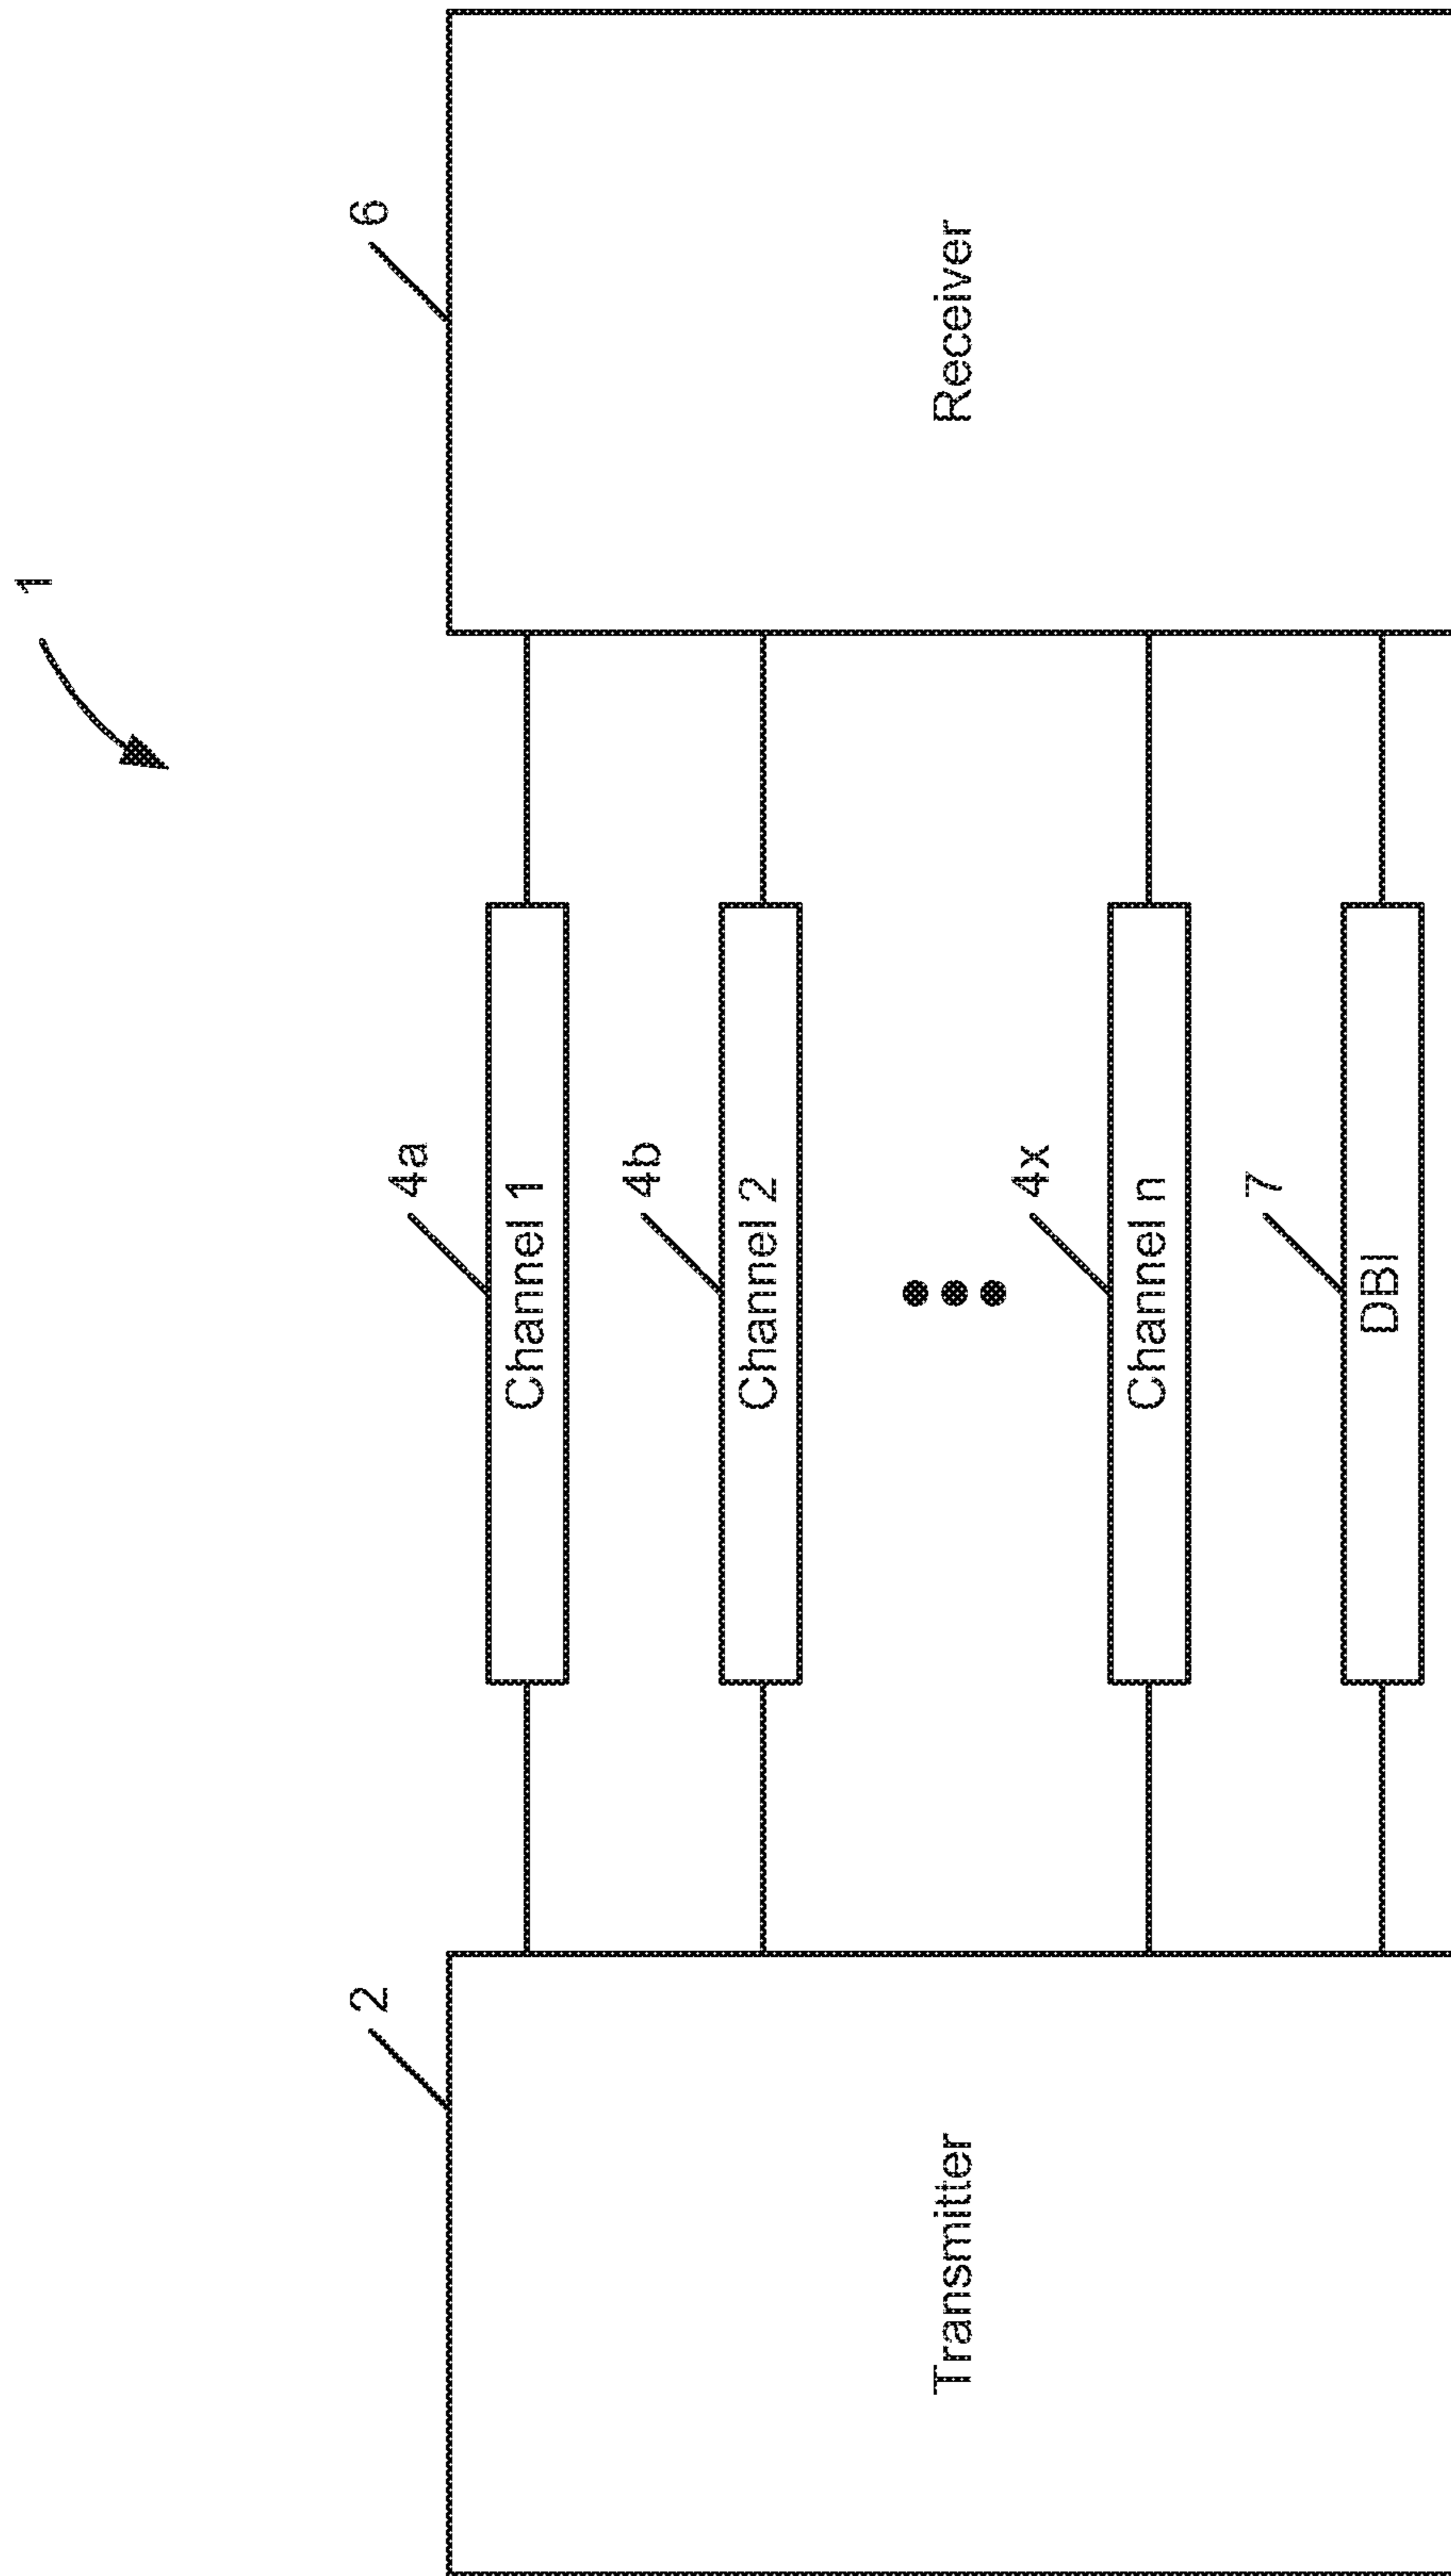 1
2
Transmitter
4a
Channel 1
4b
Channel 2
4x
Channel n
7
DBI
6
Receiver